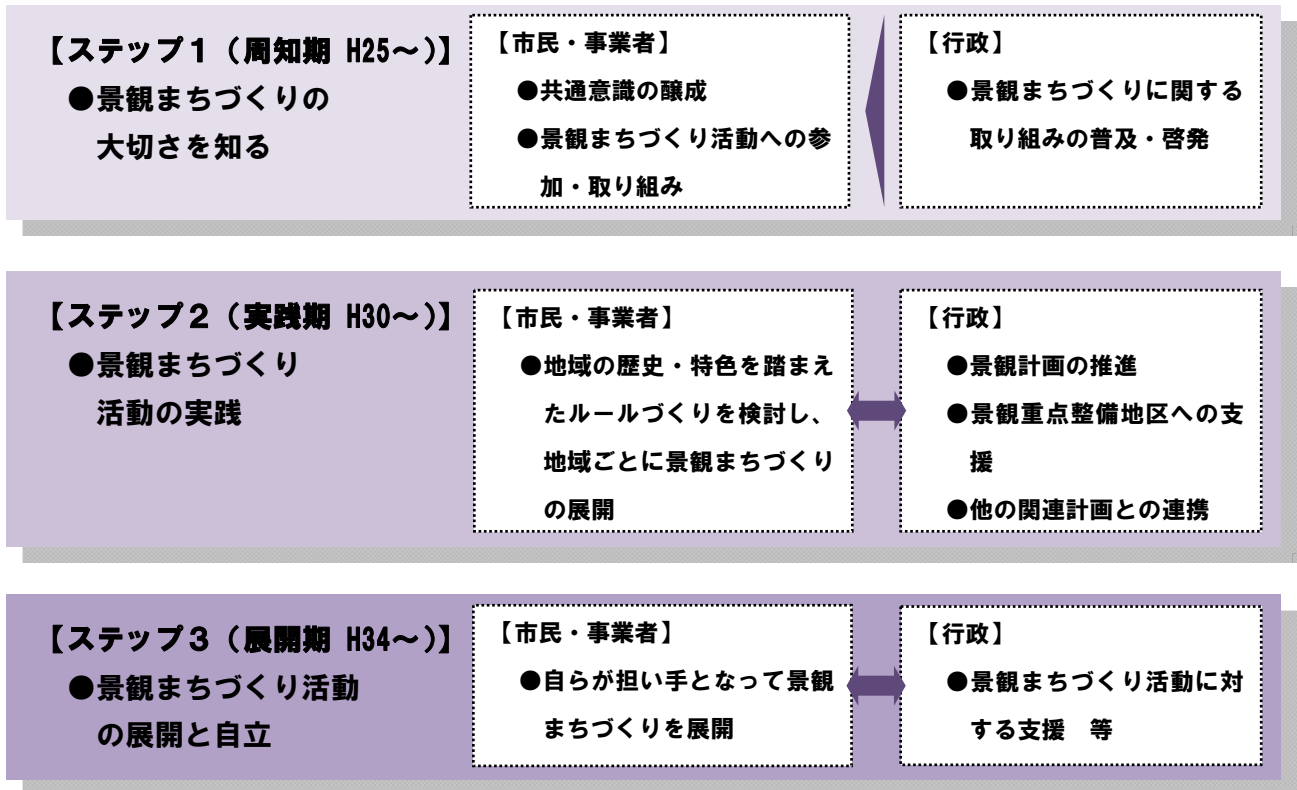 【ステップ１（周知期 H25～）】
●景観まちづくりの
大切さを知る
【市民・事業者】
●共通意識の醸成
●景観まちづくり活動への参
加・取り組み
【行政】
●景観まちづくりに関する
取り組みの普及・啓発
【ステップ２（実践期 H30～）】
●景観まちづくり
活動の実践
【市民・事業者】
●地域の歴史・特色を踏まえ
たルールづくりを検討し、
地域ごとに景観まちづくり
の展開
【行政】
●景観計画の推進
●景観重点整備地区への支
援
●他の関連計画との連携
【ステップ３（展開期 H34～）】
●景観まちづくり活動
の展開と自立
【市民・事業者】
●自らが担い手となって景観
まちづくりを展開
【行政】
●景観まちづくり活動に対
する支援　等